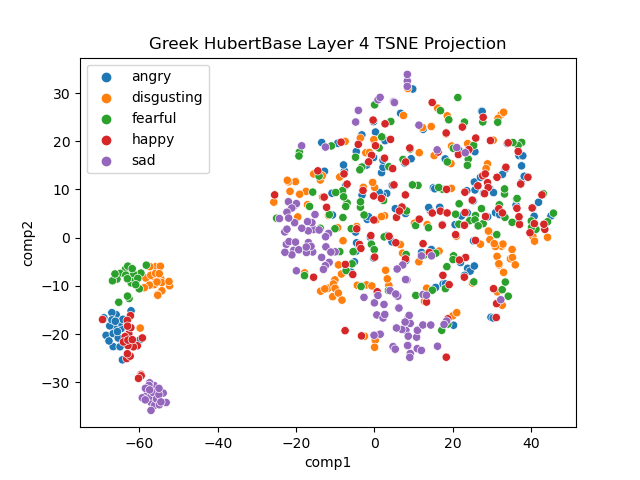 Greek HubertBase Layer 4 TSNE Projection
angry
disgusting
fearful
happy
sad
comp2
30
20
10
0
−10
−20
−30
−60 −40 −20 0 20 40
comp1